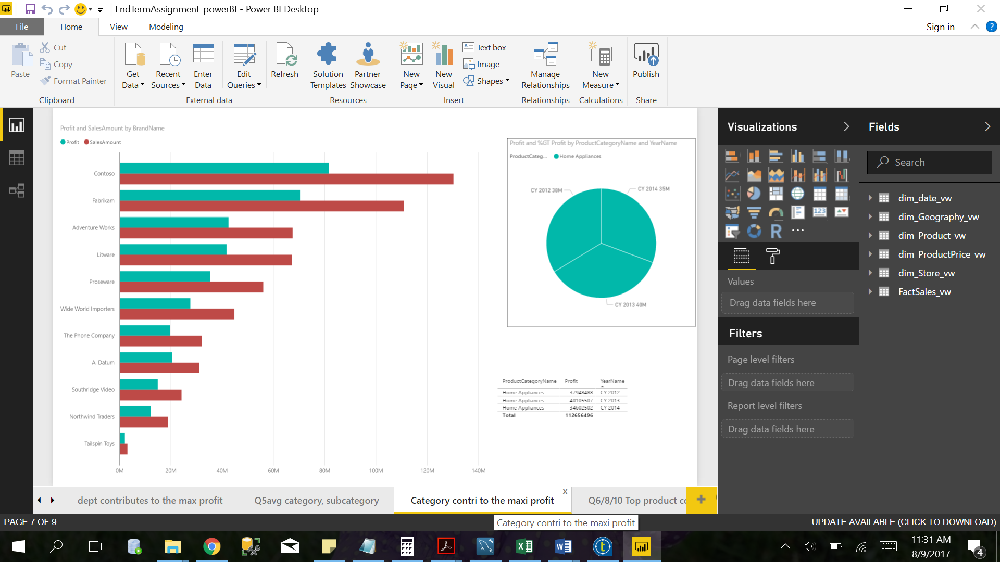 EndTermAssignment_powerBI - Power BI Desktop
File Home View Modeling Sign in
Paste Cut Copy Format Painter
Get Data Recent Sources Enter Data Edit Queries Refresh
Solution Templates Partner Showcase
New Page New Visual Text box Image Shapes
Manage Relationships New Measure Publish
Clipboard External data Resources Insert Relationships Calculations Share
Profit and SalesAmount by BrandName
Profit SalesAmount
Contoso
Fabrikam
Adventure Works
Litware
Proseware
Wide World Importers
The Phone Company
A. Datum
Southridge Video
Northwind Traders
Tailspin Toys
0M 20M 40M 60M 80M 100M 120M 140M
Profit and %GT Profit by ProductCategoryName and YearName
ProductCateg... Home Appliances
CY 2012 38M
CY 2014 35M
CY 2013 40M
ProductCategoryName Profit YearName
Home Appliances 37948488 CY 2012
Home Appliances 40105507 CY 2013
Home Appliances 34602502 CY 2014
Total 112656496
Visualizations
123
R
Values
Drag data fields here
Filters
Page level filters
Drag data fields here
Report level filters
Drag data fields here
Fields
Search
dim_date_vw
dim_Geography_vw
dim_Product_vw
dim_ProductPrice_vw
dim_Store_vw
FactSales_vw
dept contributes to the max profit
Q5avg category, subcategory
Category contri to the maxi profit
x
Q6/8/10 Top product co
+
Category contri to the maxi profit
PAGE 7 OF 9
UPDATE AVAILABLE (CLICK TO DOWNLOAD)
11:31 AM
8/9/2017
4